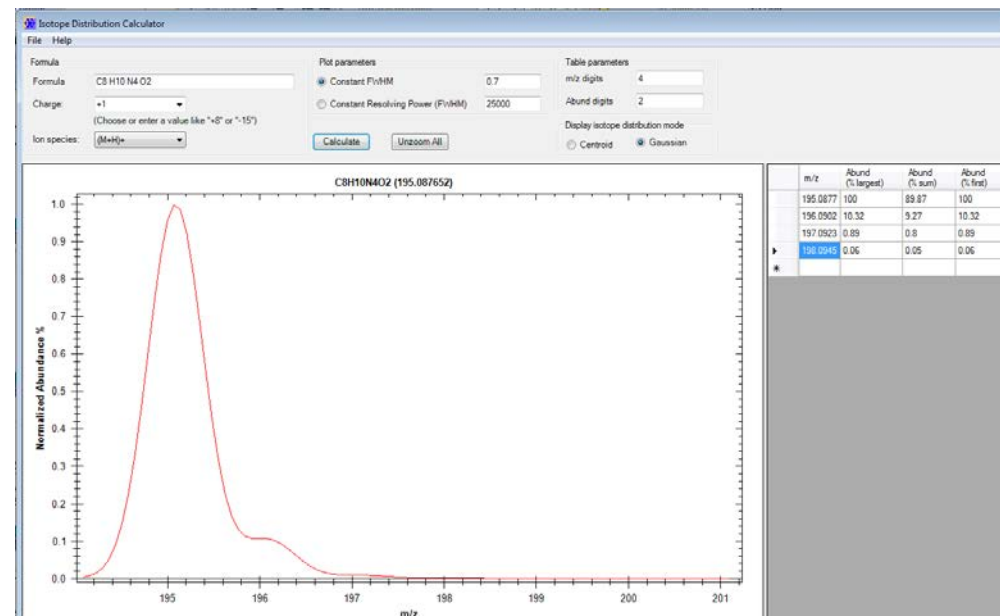 Isotope Distribution Calculator
File Help
Formula
Formula C8 H10 N4 O2
Charge: +1
(Choose or enter a value like "+8" or "-15")
Ion species: (M+H)+
Plot parameters
Constant FWHM 0.7
Constant Resolving Power (FWHM) 25000
Calculate Unzoom All
Table parameters
m/z digits 4
Abund digits 2
Display isotope distribution mode
Centroid Gaussian
C8H10N4O2 (195.087652)
Normalized Abundance %
1.0
0.9
0.8
0.7
0.6
0.5
0.4
0.3
0.2
0.1
0.0
195 196 197 198 199 200 201
m/z
m/z Abund (% largest) Abund (% sum) Abund (% first)
195.0877 100 89.87 100
196.0902 10.32 9.27 10.32
197.0923 0.89 0.8 0.89
198.0945 0.06 0.05 0.06